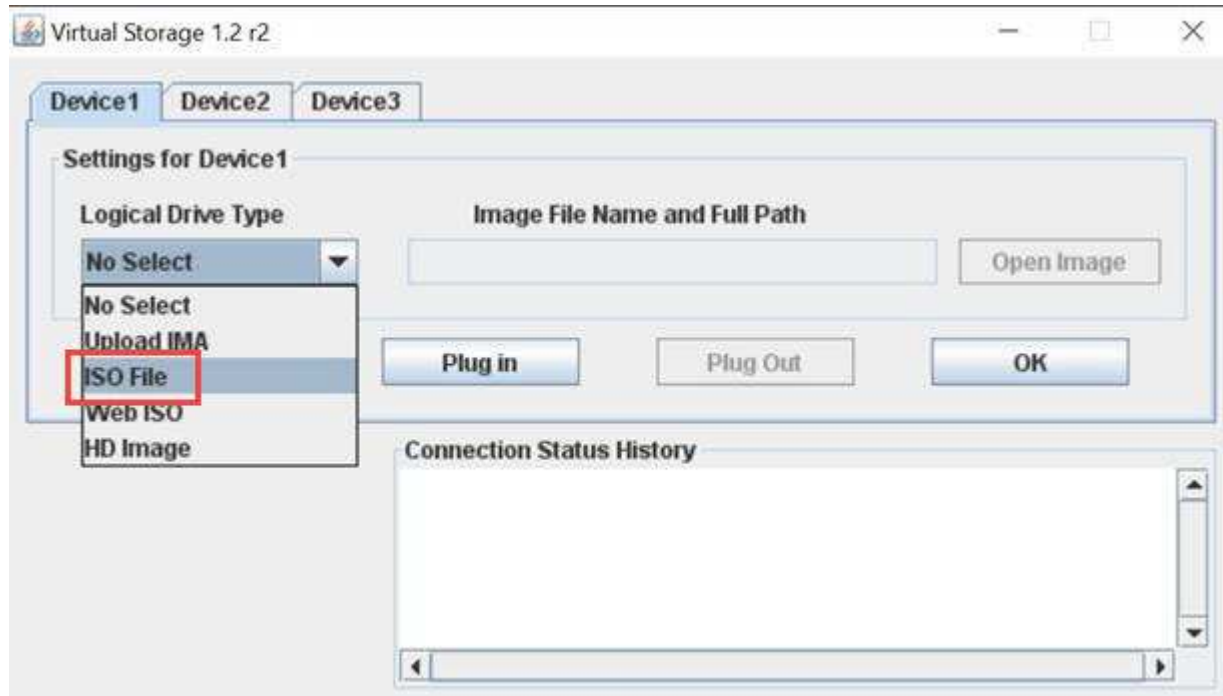 Virtual Storage 1.2 r2
Device1 Device2 Device3
Settings for Device1
Logical Drive Type Image File Name and Full Path
No Select Open Image
No Select
Upload IMA
ISO File
Web ISO
HD Image
Plug in Plug Out OK
Connection Status History